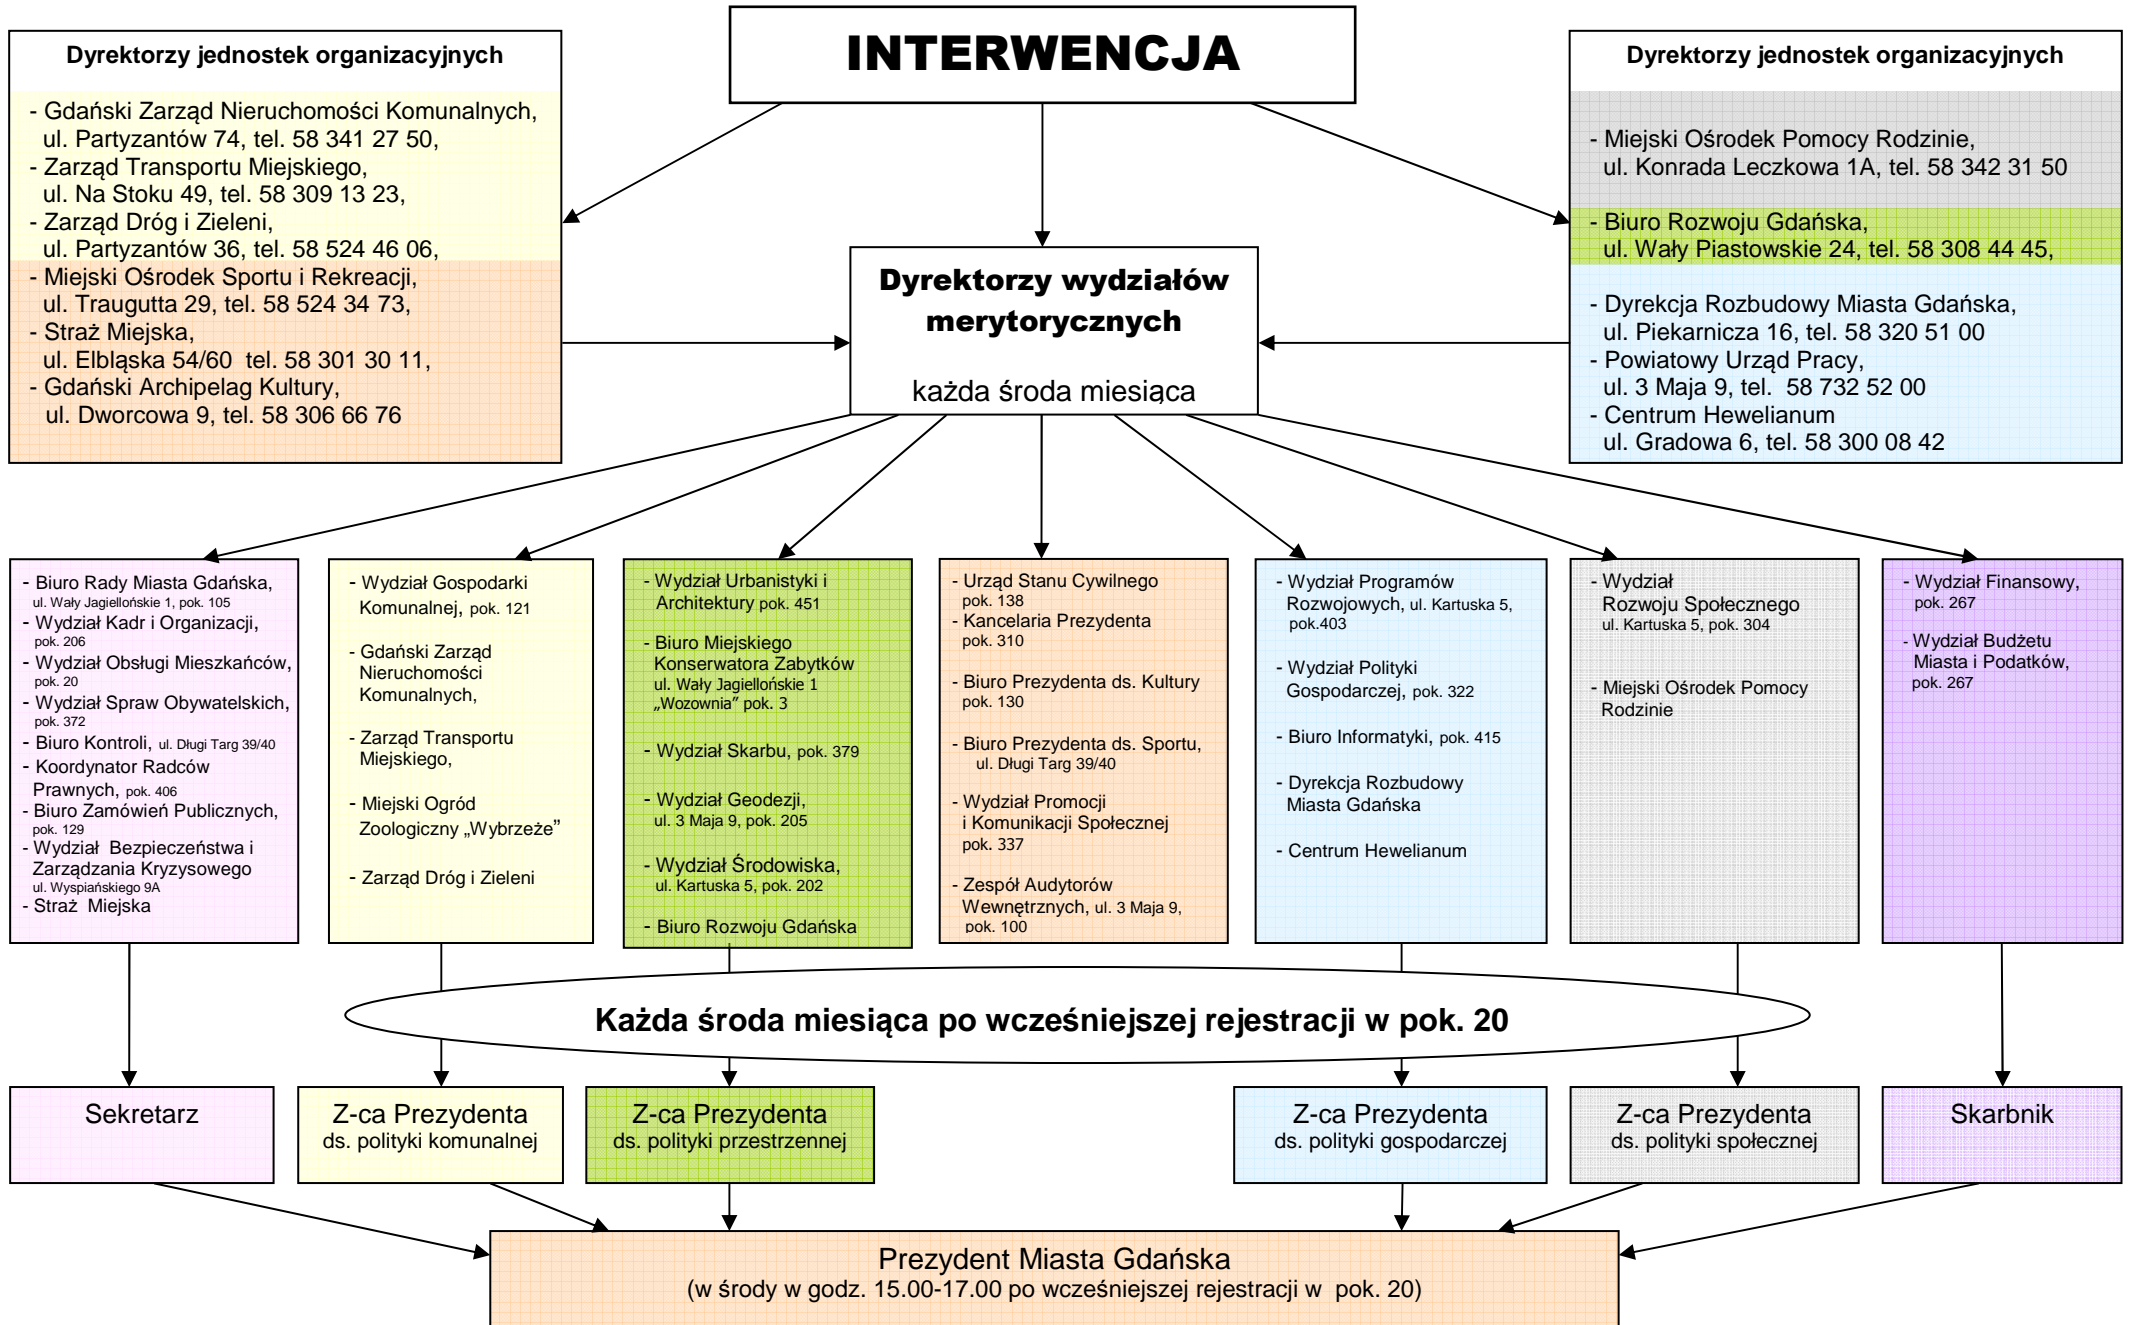 INTERWENCJA
Dyrektorzy jednostek organizacyjnych
- Gdański Zarząd Nieruchomości Komunalnych,
ul. Partyzantów 74, tel. 58 341 27 50,
- Zarząd Transportu Miejskiego,
ul. Na Stoku 49, tel. 58 309 13 23,
- Zarząd Dróg i Zieleni,
ul. Partyzantów 36, tel. 58 524 46 06,
- Miejski Ośrodek Sportu i Rekreacji,
ul. Traugutta 29, tel. 58 524 34 73,
- Straż Miejska,
ul. Elbląska 54/60 tel. 58 301 30 11,
- Gdański Archipelag Kultury,
ul. Dworcowa 9, tel. 58 306 66 76
Dyrektorzy jednostek organizacyjnych
- Miejski Ośrodek Pomocy Rodzinie,
ul. Konrada Leczkowa 1A, tel. 58 342 31 50
- Biuro Rozwoju Gdańska,
ul. Wały Piastowskie 24, tel. 58 308 44 45,
- Dyrekcja Rozbudowy Miasta Gdańska,
ul. Piekarnicza 16, tel. 58 320 51 00
- Powiatowy Urząd Pracy,
ul. 3 Maja 9, tel. 58 732 52 00
- Centrum Hewelianum
ul. Gradowa 6, tel. 58 300 08 42
Dyrektorzy wydziałów
merytorycznych
każda środa miesiąca
- Biuro Rady Miasta Gdańska,
ul. Wały Jagiellońskie 1, pok. 105
- Wydział Kadr i Organizacji,
pok. 206
- Wydział Obsługi Mieszkańców,
pok. 20
- Wydział Spraw Obywatelskich,
pok. 372
- Biuro Kontroli, ul. Długi Targ 39/40
- Koordynator Radców
Prawnych, pok. 406
- Biuro Zamówień Publicznych,
pok. 129
- Wydział Bezpieczeństwa i
Zarządzania Kryzysowego
ul. Wyspiańskiego 9A
- Straż Miejska
- Wydział Gospodarki
Komunalnej, pok. 121
- Gdański Zarząd
Nieruchomości
Komunalnych,
- Zarząd Transportu
Miejskiego,
- Miejski Ogród
Zoologiczny „Wybrzeże”
- Zarząd Dróg i Zieleni
- Wydział Urbanistyki i
Architektury pok. 451
- Biuro Miejskiego
Konserwatora Zabytków
ul. Wały Jagiellońskie 1
„Wozownia” pok. 3
- Wydział Skarbu, pok. 379
- Wydział Geodezji,
ul. 3 Maja 9, pok. 205
- Wydział Środowiska,
ul. Kartuska 5, pok. 202
- Biuro Rozwoju Gdańska
- Urząd Stanu Cywilnego
pok. 138
- Kancelaria Prezydenta
pok. 310
- Biuro Prezydenta ds. Kultury
pok. 130
- Biuro Prezydenta ds. Sportu,
ul. Długi Targ 39/40
- Wydział Promocji
i Komunikacji Społecznej
pok. 337
- Zespół Audytorów
Wewnętrznych, ul. 3 Maja 9,
pok. 100
- Wydział Programów
Rozwojowych, ul. Kartuska 5,
pok.403
- Wydział Polityki
Gospodarczej, pok. 322
- Biuro Informatyki, pok. 415
- Dyrekcja Rozbudowy
Miasta Gdańska
- Centrum Hewelianum
- Wydział
Rozwoju Społecznego
ul. Kartuska 5, pok. 304
- Miejski Ośrodek Pomocy
Rodzinie
- Wydział Finansowy,
pok. 267
- Wydział Budżetu
Miasta i Podatków,
pok. 267
Każda środa miesiąca po wcześniejszej rejestracji w pok. 20
Sekretarz
Z-ca Prezydenta
ds. polityki komunalnej
Z-ca Prezydenta
ds. polityki przestrzennej
Z-ca Prezydenta
ds. polityki gospodarczej
Z-ca Prezydenta
ds. polityki społecznej
Skarbnik
Prezydent Miasta Gdańska
(w środy w godz. 15.00-17.00 po wcześniejszej rejestracji w pok. 20)